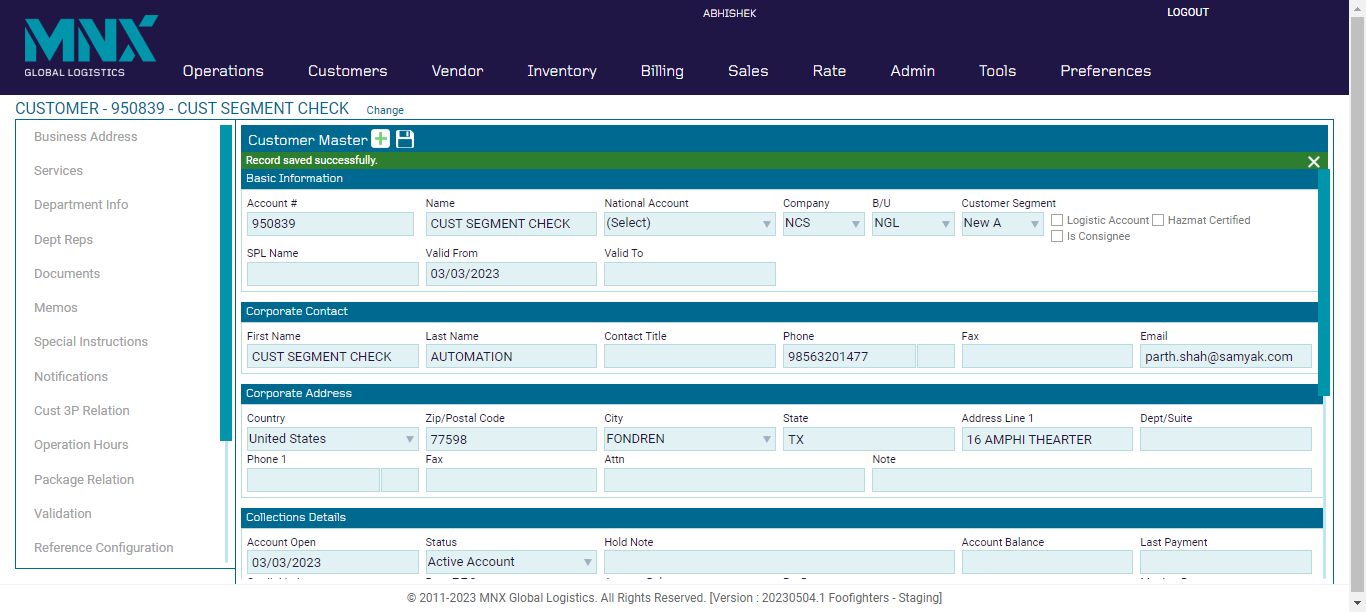 ABHISHEK
LOGOUT
MNX
GLOBAL LOGISTICS
Operations Customers Vendor Inventory Billing Sales Rate Admin Tools Preferences
CUSTOMER - 950839 - CUST SEGMENT CHECK Change
Business Address
Services
Department Info
Dept Reps
Documents
Memos
Special Instructions
Notifications
Cust 3P Relation
Operation Hours
Package Relation
Validation
Reference Configuration
Customer Master
Record saved successfully.
Basic Information
Account # Name National Account Company B/U Customer Segment
950839 CUST SEGMENT CHECK (Select) NCS NGL New A Logistic Account Hazmat Certified
Is Consignee
SPL Name Valid From Valid To
03/03/2023
Corporate Contact
First Name Last Name Contact Title Phone Fax Email
CUST SEGMENT CHECK AUTOMATION 98563201477 parth.shah@samyak.com
Corporate Address
Country Zip/Postal Code City State Address Line 1 Dept/Suite
United States 77598 FONDREN TX 16 AMPHI THEARTER
Phone 1 Fax Attn Note
Collections Details
Account Open Status Hold Note Account Balance Last Payment
03/03/2023 Active Account
© 2011-2023 MNX Global Logistics. All Rights Reserved. [Version : 20230504.1 Foofighters - Staging]